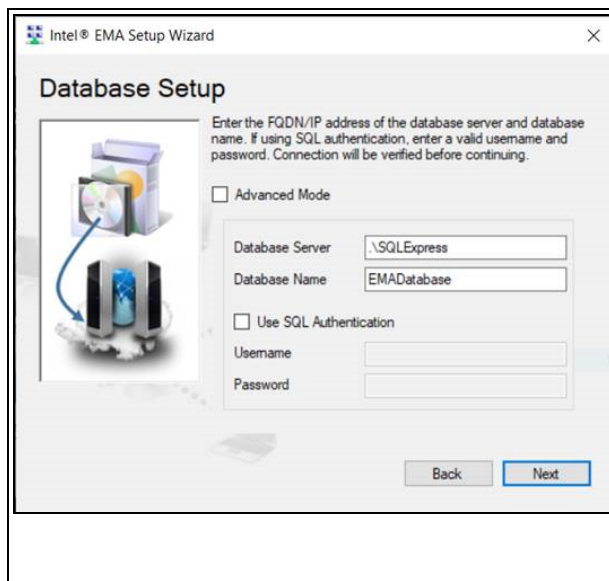 Intel® EMA Setup Wizard
Database Setup
Enter the FQDN/IP address of the database server and database
name. If using SQL authentication, enter a valid username and
password. Connection will be verified before continuing.
Advanced Mode
Database Server .\SQLExpress
Database Name EMADatabase
Use SQL Authentication
Username
Password
Back Next